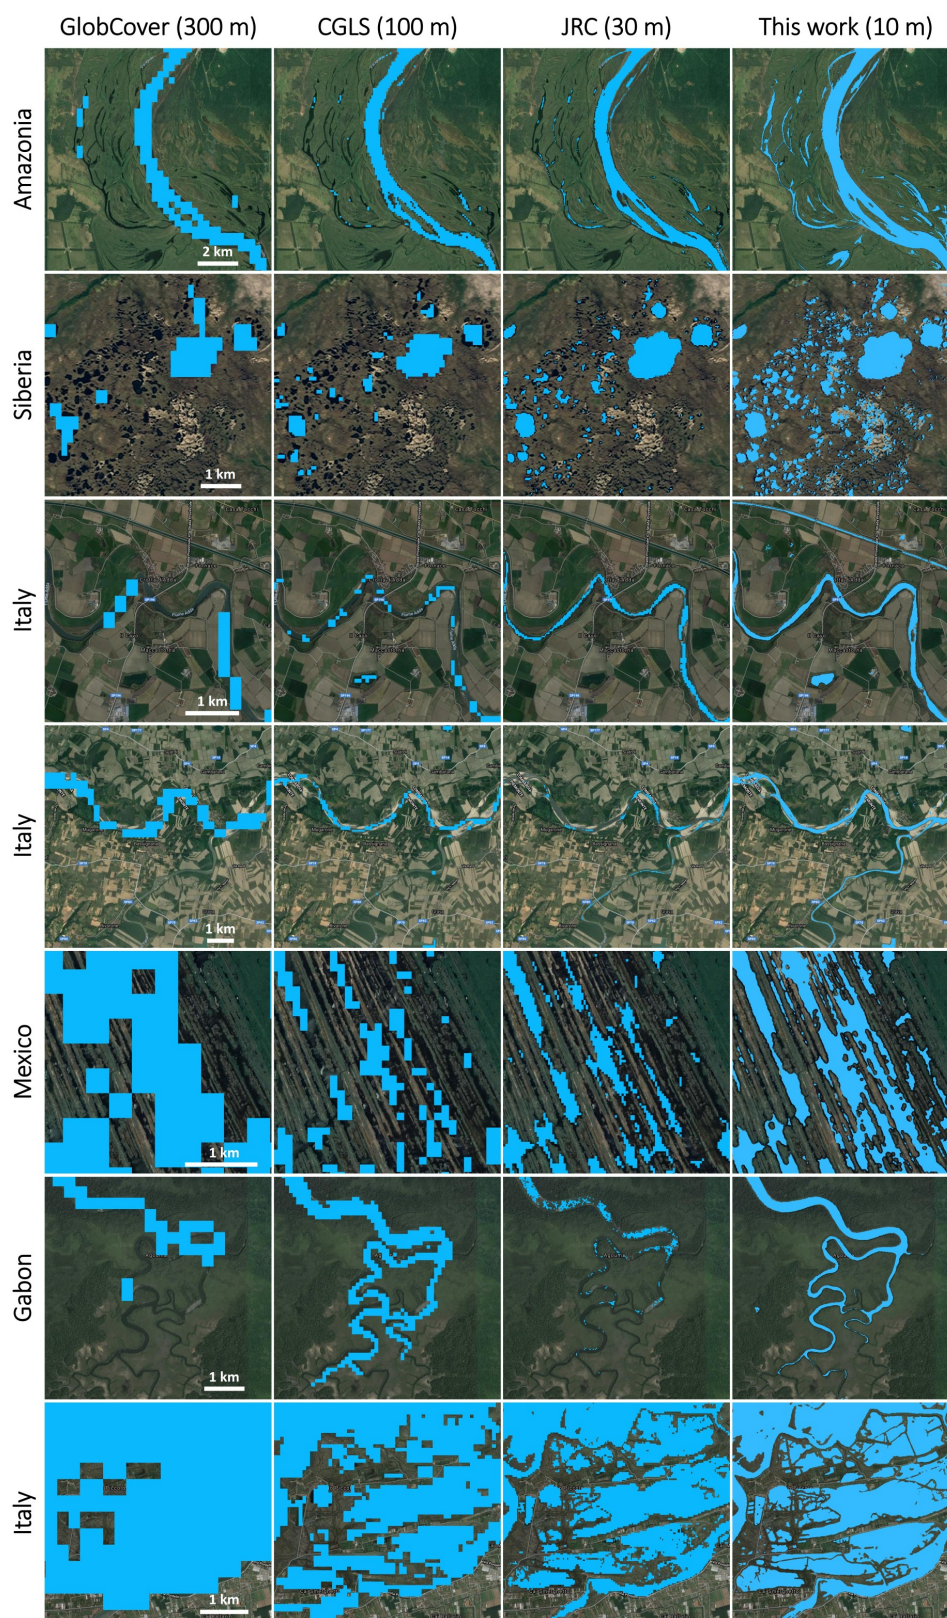 GlobCover (300 m) CGLS (100 m) JRC (30 m) This work (10 m)
Amazonia
2 km
Siberia
1 km
Italy
1 km
Italy
1 km
Mexico
1 km
Gabon
1 km
Italy
1 km